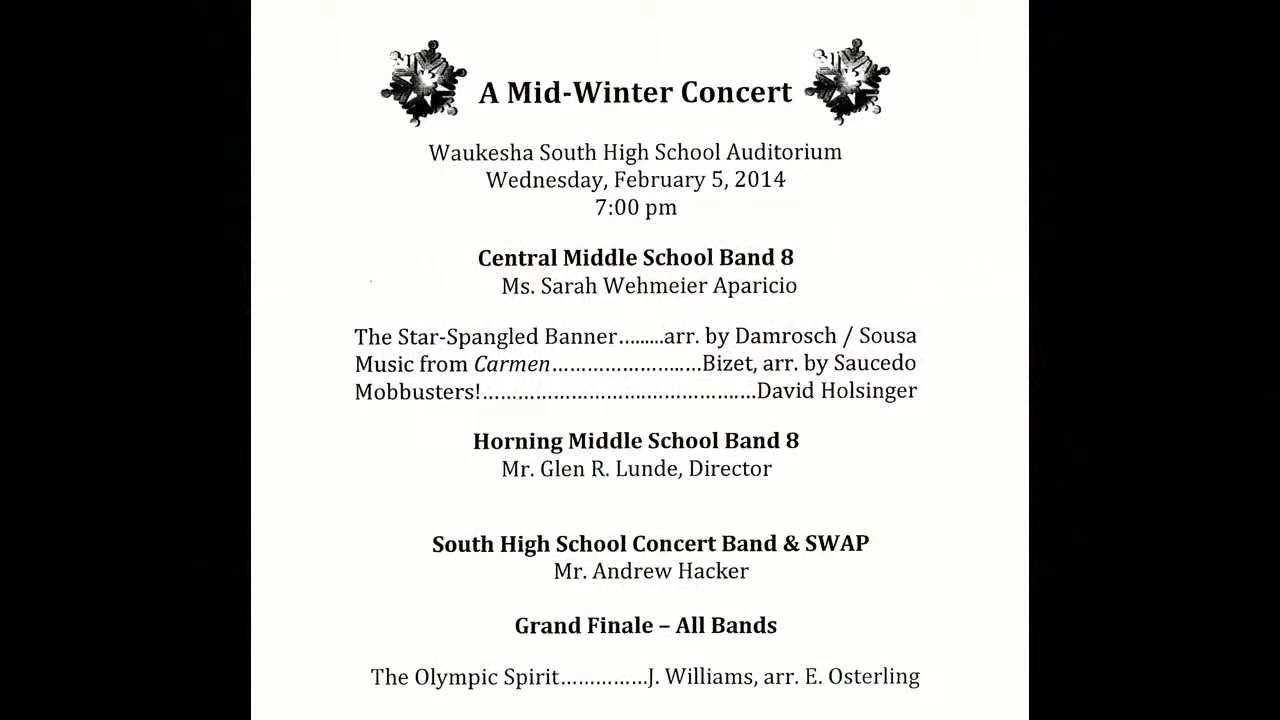 A Mid-Winter Concert
Waukesha South High School Auditorium
Wednesday, February 5, 2014
7:00 pm
Central Middle School Band 8
Ms. Sarah Wehmeier Aparicio
The Star-Spangled Banner.........arr. by Damrosch / Sousa
Music from Carmen..............................Bizet, arr. by Saucedo
Mobbusters!........................................................David Holsinger
Horning Middle School Band 8
Mr. Glen R. Lunde, Director
South High School Concert Band & SWAP
Mr. Andrew Hacker
Grand Finale – All Bands
The Olympic Spirit...............J. Williams, arr. E. Osterling